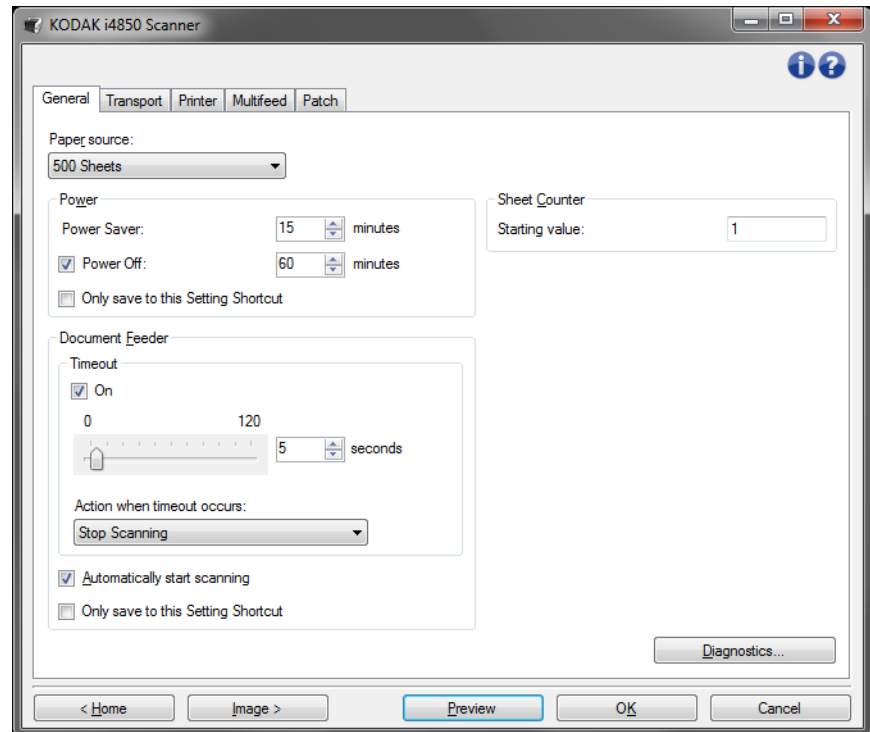 KODAK i4850 Scanner
General Transport Printer Multifeed Patch
Paper source:
500 Sheets
Power
Power Saver: 15 minutes
Power Off: 60 minutes
Only save to this Setting Shortcut
Sheet Counter
Starting value: 1
Document Feeder
Timeout
On
0 120
5 seconds
Action when timeout occurs:
Stop Scanning
Automatically start scanning
Only save to this Setting Shortcut
Diagnostics...
< Home Image > Preview OK Cancel